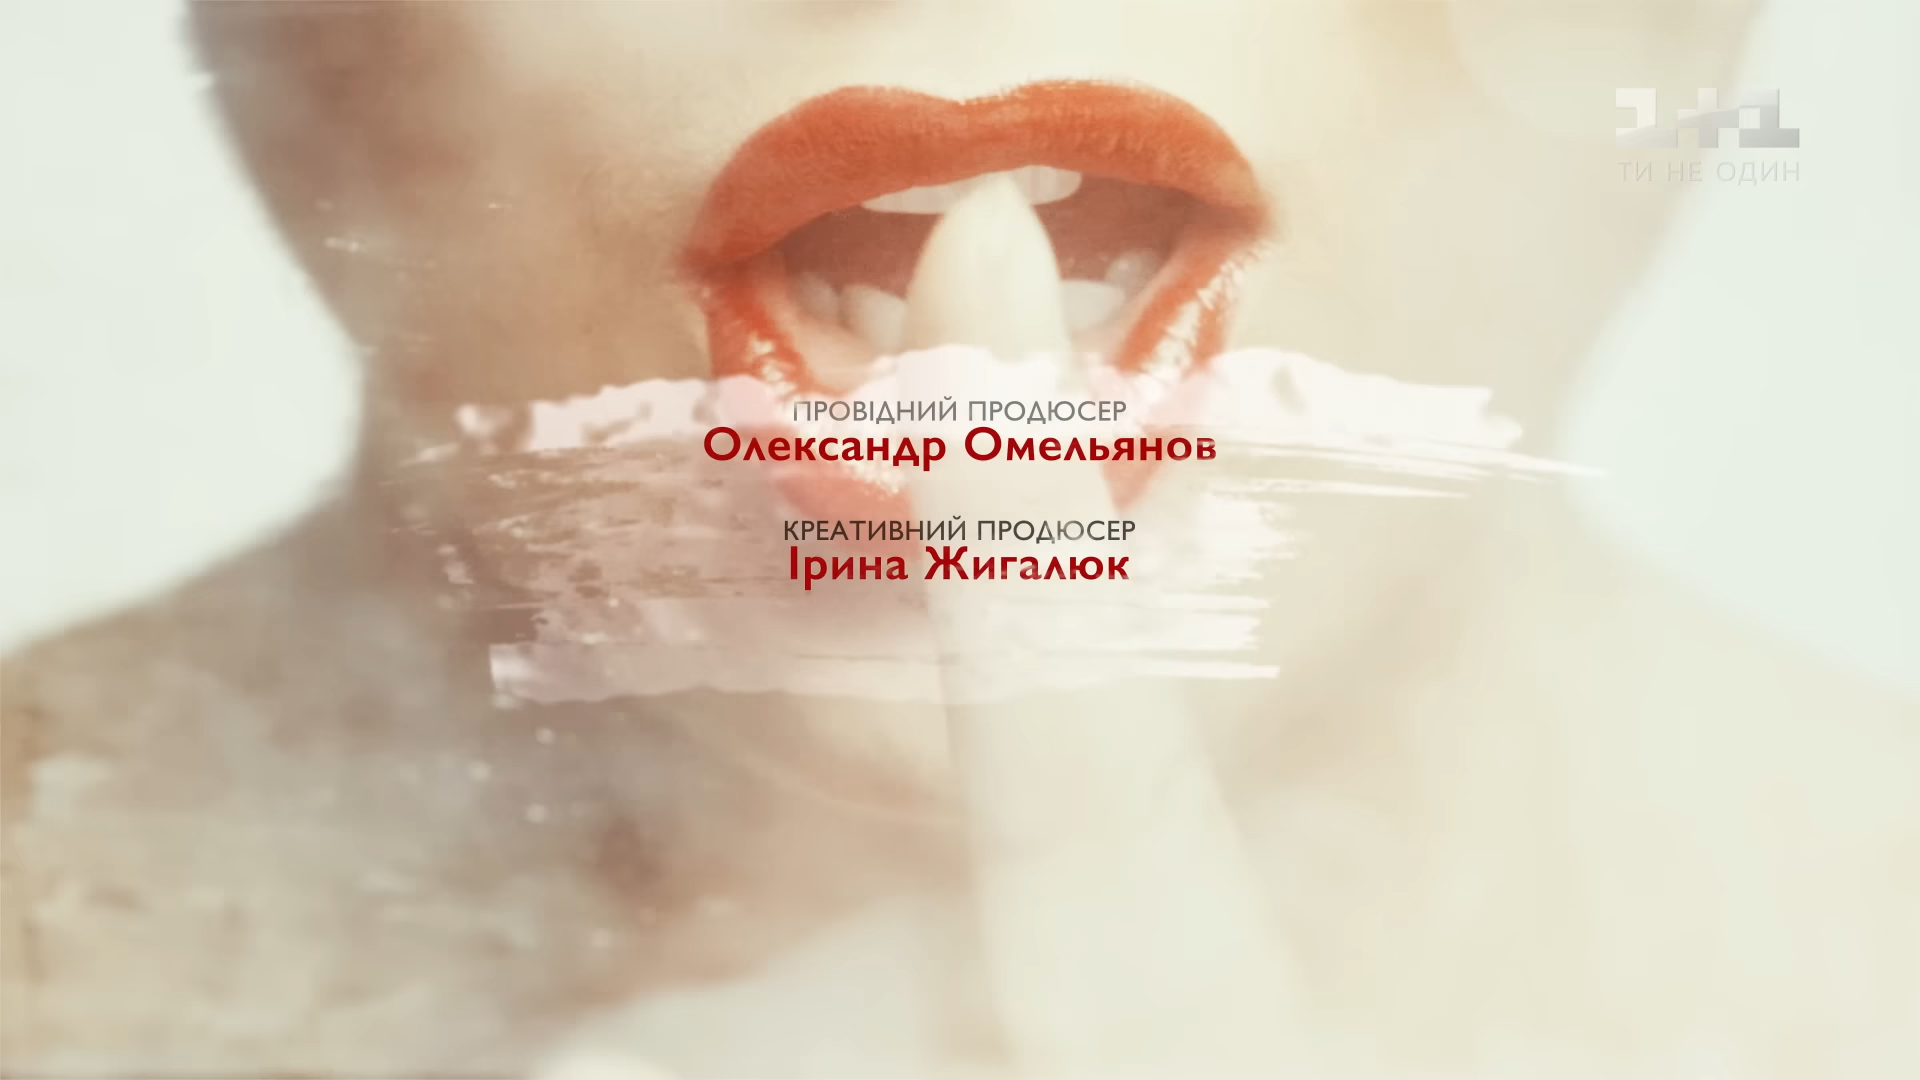 1+1
ТИ НЕ ОДИН
ПРОВІДНИЙ ПРОДЮСЕР
Олександр Омельянов
КРЕАТИВНИЙ ПРОДЮСЕР
Ірина Жигалюк